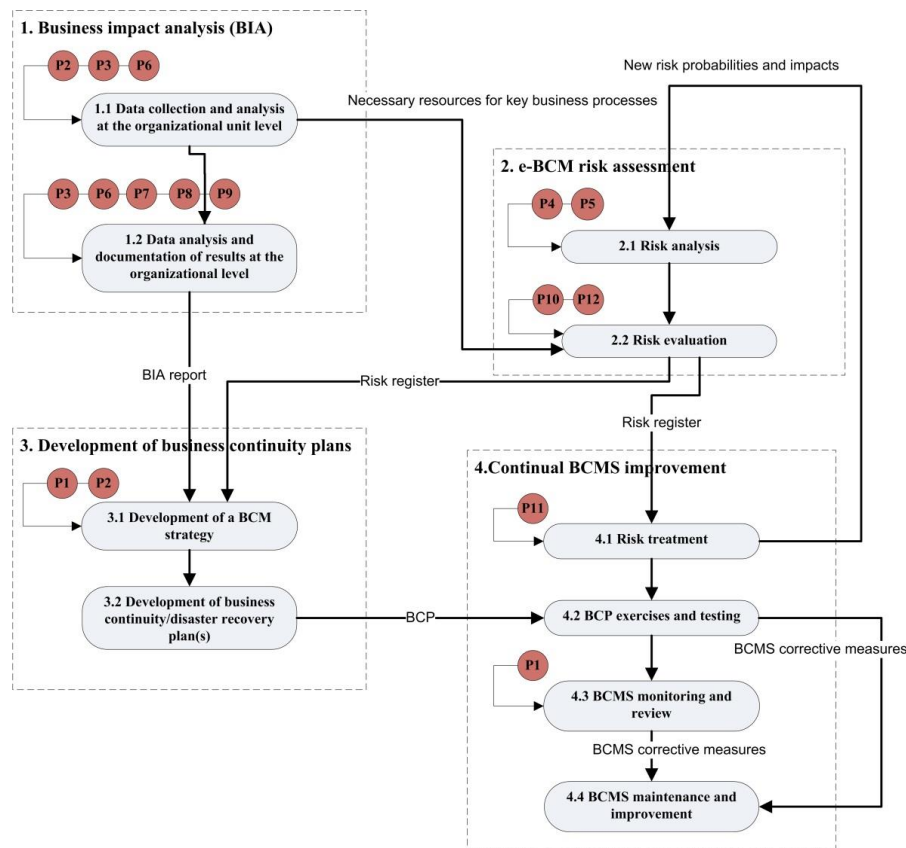 1. Business impact analysis (BIA)
P2 P3 P6
1.1 Data collection and analysis
at the organizational unit level
P3 P6 P7 P8 P9
1.2 Data analysis and
documentation of results at the
organizational level
New risk probabilities and impacts
Necessary resources for key business processes
2. e-BCM risk assessment
P4 P5
2.1 Risk analysis
P10 P12
2.2 Risk evaluation
BIA report
Risk register
Risk register
3. Development of business continuity plans
P1 P2
3.1 Development of a BCM
strategy
3.2 Development of business
continuity/disaster recovery
plan(s)
BCP
4.Continual BCMS improvement
P11
4.1 Risk treatment
4.2 BCP exercises and testing
BCMS corrective measures
P1
4.3 BCMS monitoring and
review
BCMS corrective measures
4.4 BCMS maintenance and
improvement